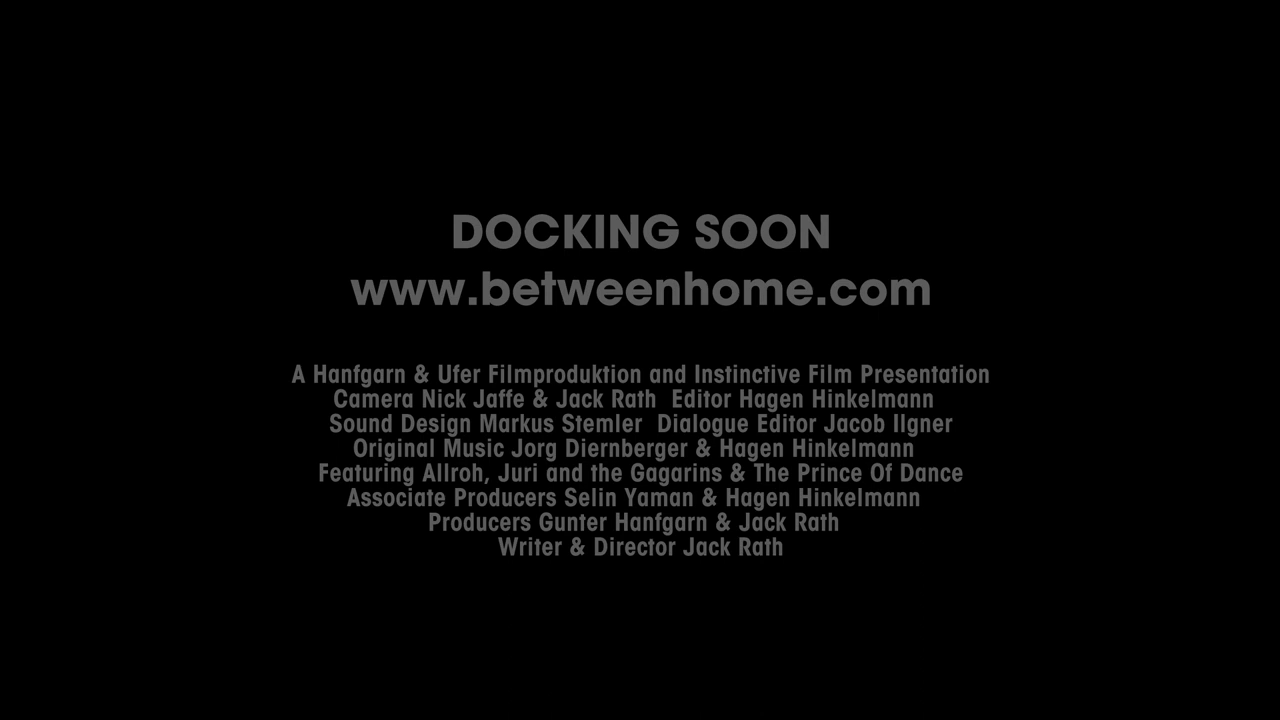 DOCKING SOON
www.betweenhome.com
A Hanfgarn & Ufer Filmproduktion and Instinctive Film Presentation
Camera Nick Jaffe & Jack Rath  Editor Hagen Hinkelmann
Sound Design Markus Stemler  Dialogue Editor Jacob Ilgner
Original Music Jorg Diernberger & Hagen Hinkelmann
Featuring Allroh, Juri and the Gagarins & The Prince Of Dance
Associate Producers Selin Yaman & Hagen Hinkelmann
Producers Gunter Hanfgarn & Jack Rath
Writer & Director Jack Rath